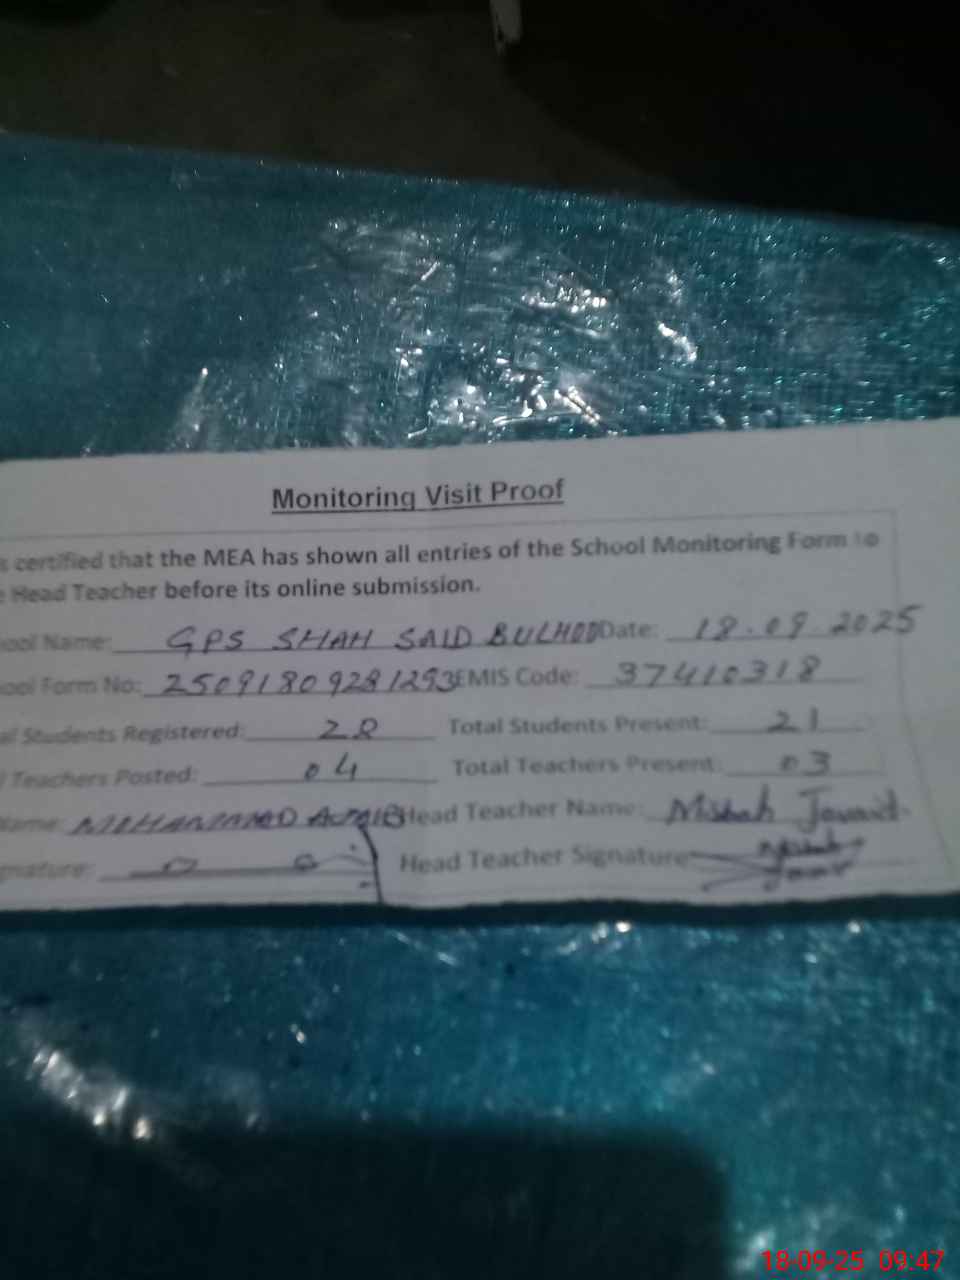 Monitoring Visit Proof
s certified that the MEA has shown all entries of the School Monitoring Form to
e Head Teacher before its online submission.
ool Name: GPS SHAH SAID BULHOO Date: 18.09.2025
ool Form No: 25091809281293 EMIS Code: 37410318
al Students Registered: 28 Total Students Present: 21
l Teachers Posted: 04 Total Teachers Present: 03
Name: MUHAMMAD Head Teacher Name: Misbah Javaid
gnature: Head Teacher Signature
18-09-25 09:47